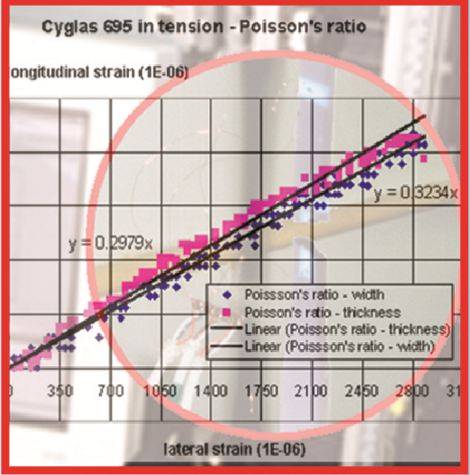 Cyglas 695 in tension - Poisson's ratio
ongitudinal strain (1E-06)
y = 0.3234x
y = 0.2979x
Poissson's ratio - width
Poisson's ratio - thickness
Linear (Poisson's ratio - thickness)
Linear (Poissson's ratio - width)
0 350 700 1050 1400 1750 2100 2450 2800 31
lateral strain (1E-06)